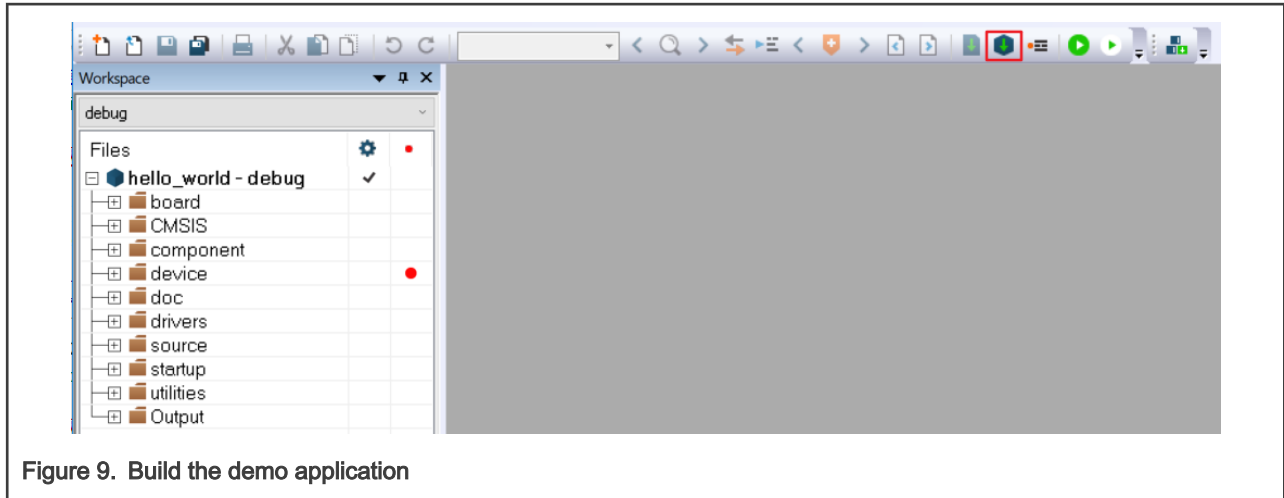 Workspace
debug
Files
hello_world - debug
board
CMSIS
component
device
doc
drivers
source
startup
utilities
Output
Figure 9. Build the demo application